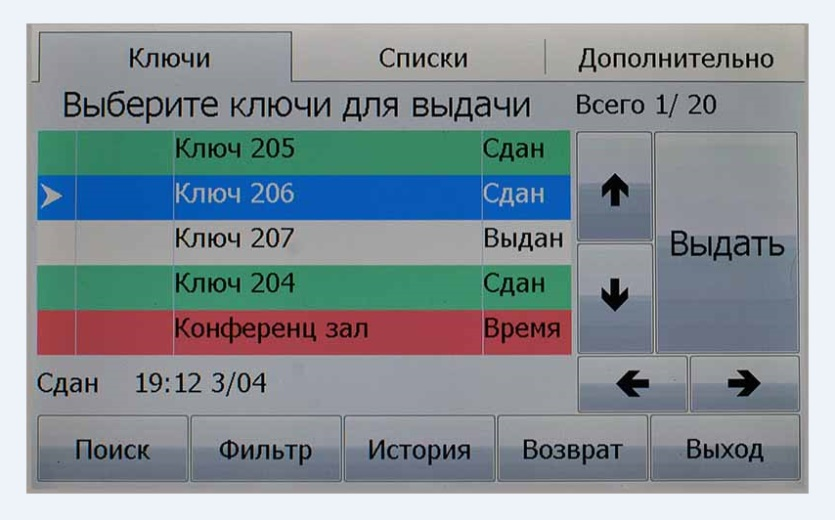 Ключи Списки Дополнительно
Выберите ключи для выдачи Всего 1/ 20
Ключ 205 Сдан
Ключ 206 Сдан
Ключ 207 Выдан
Ключ 204 Сдан
Конференц зал Время
Выдать
Сдан 19:12 3/04
Поиск Фильтр История Возврат Выход